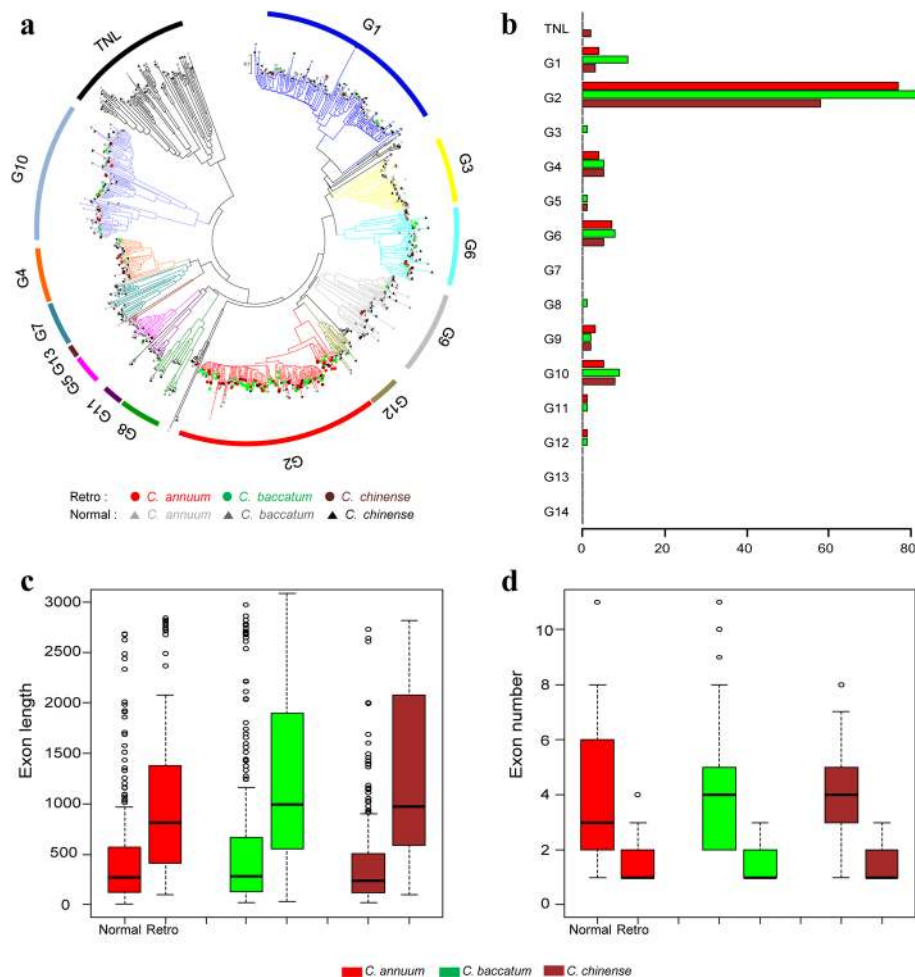 a
TNL
G1
G3
G6
G9
G12
G2
G8
G11
G5 G13 G7
G4
G10
Retro : C. annuum C. baccatum C. chinense
Normal : C. annuum C. baccatum C. chinense
b
TNL
G1
G2
G3
G4
G5
G6
G7
G8
G9
G10
G11
G12
G13
G14
0 20 40 60 80
c
Exon length
3000
2500
2000
1500
1000
500
0
Normal Retro
d
Exon number
10
8
6
4
2
0
Normal Retro
C. annuum C. baccatum C. chinense